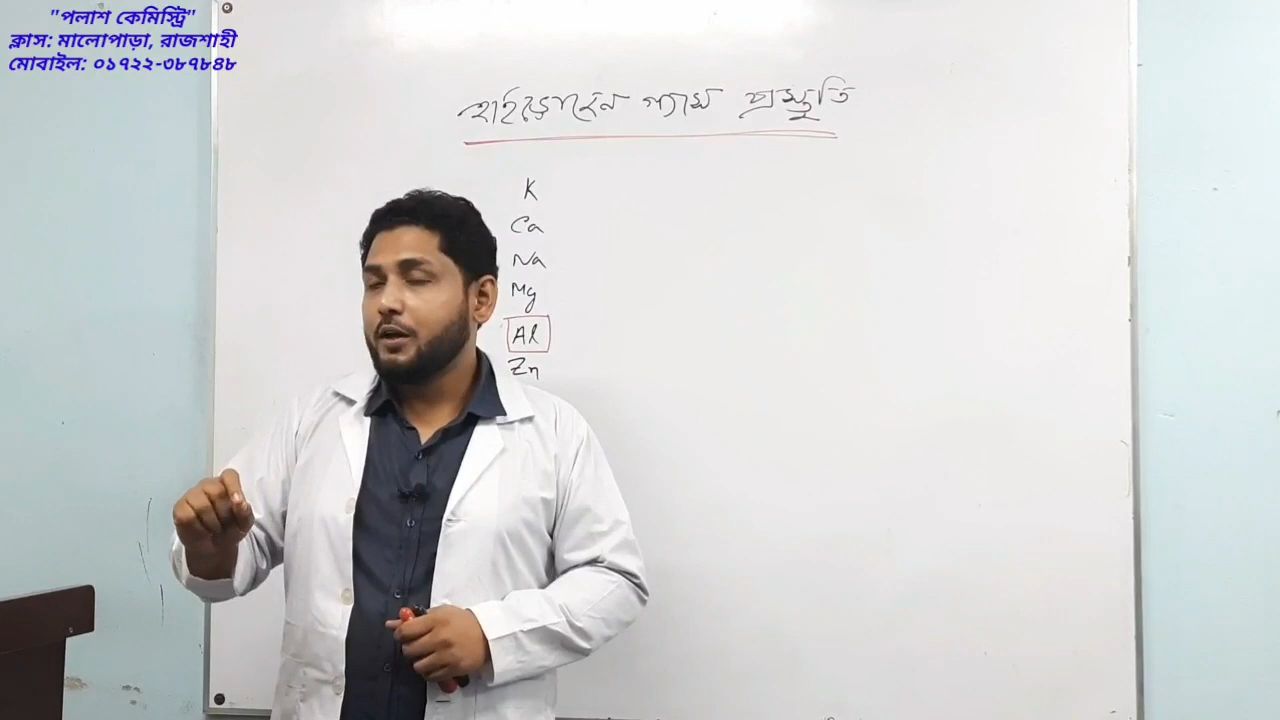 "পলাশ কেমিস্ট্রি"
ক্লাস: মালোপাড়া, রাজশাহী
মোবাইল: ০১৭২২-৩৮৭৮৪৮
হাইড্রোজেন গ্যাস প্রস্তুতি
K
Ca
Na
Mg
Al
Zn